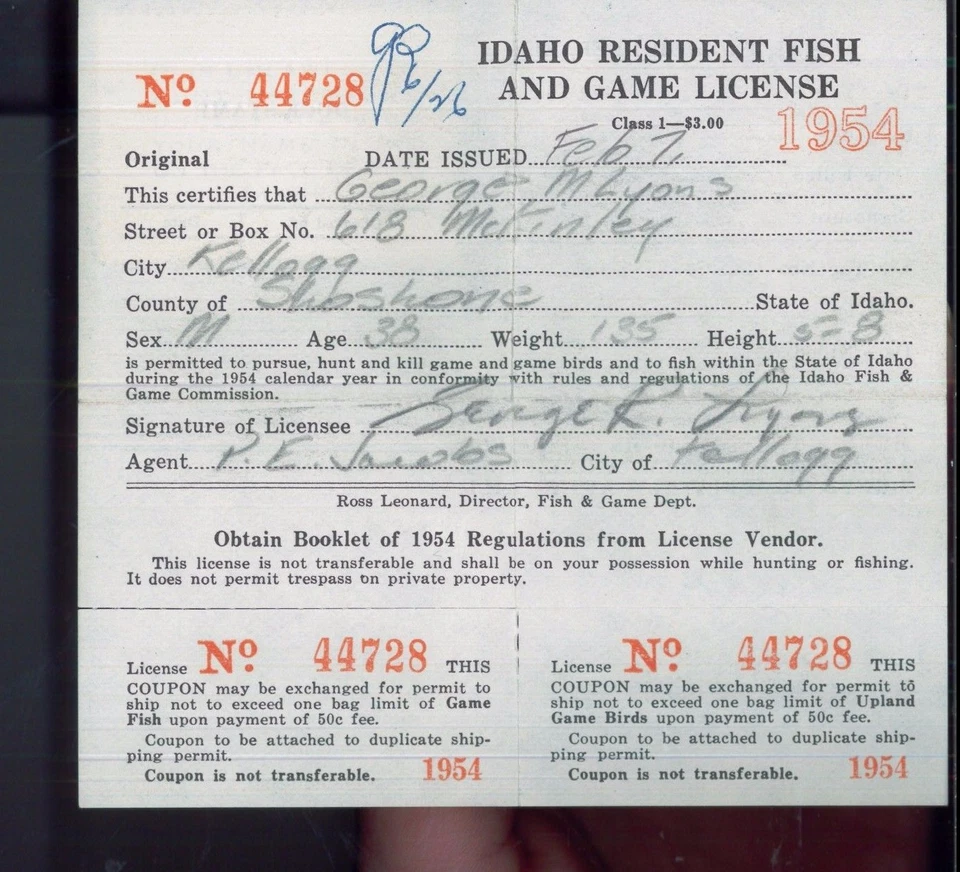 IDAHO RESIDENT FISH
AND GAME LICENSE
Nº 44728
6/26
Class 1—$3.00
1954
Original DATE ISSUED Feb 7,
This certifies that George M Lyons
Street or Box No. 618 McKinley
City Kellogg
County of Shoshone State of Idaho.
Sex M Age 38 Weight 135 Height 5-8
is permitted to pursue, hunt and kill game and game birds and to fish within the State of Idaho
during the 1954 calendar year in conformity with rules and regulations of the Idaho Fish &
Game Commission.
Signature of Licensee George R. Lyons
Agent P. E. Jacobs City of Kellogg
Ross Leonard, Director, Fish & Game Dept.
Obtain Booklet of 1954 Regulations from License Vendor.
This license is not transferable and shall be on your possession while hunting or fishing.
It does not permit trespass on private property.
License Nº 44728 THIS
COUPON may be exchanged for permit to
ship not to exceed one bag limit of Game
Fish upon payment of 50c fee.
Coupon to be attached to duplicate ship-
ping permit.
Coupon is not transferable. 1954
License Nº 44728 THIS
COUPON may be exchanged for permit to
ship not to exceed one bag limit of Upland
Game Birds upon payment of 50c fee.
Coupon to be attached to duplicate ship-
ping permit.
Coupon is not transferable. 1954